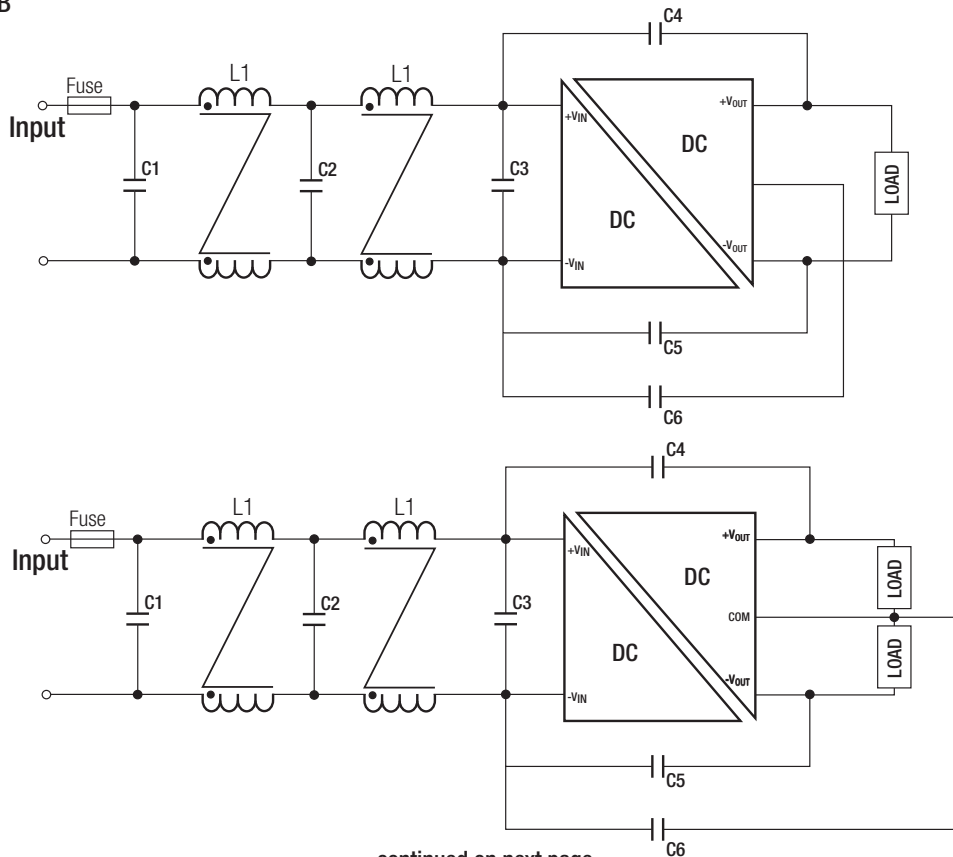 B
C4
Fuse
L1
L1
Input
+VIN
+VOUT
DC
C1
C2
C3
LOAD
DC
-VOUT
-VIN
C5
C6
C4
Fuse
L1
L1
Input
+VIN
+VOUT
DC
LOAD
C1
C2
C3
COM
DC
LOAD
-VOUT
-VIN
C5
C6
continued on next page